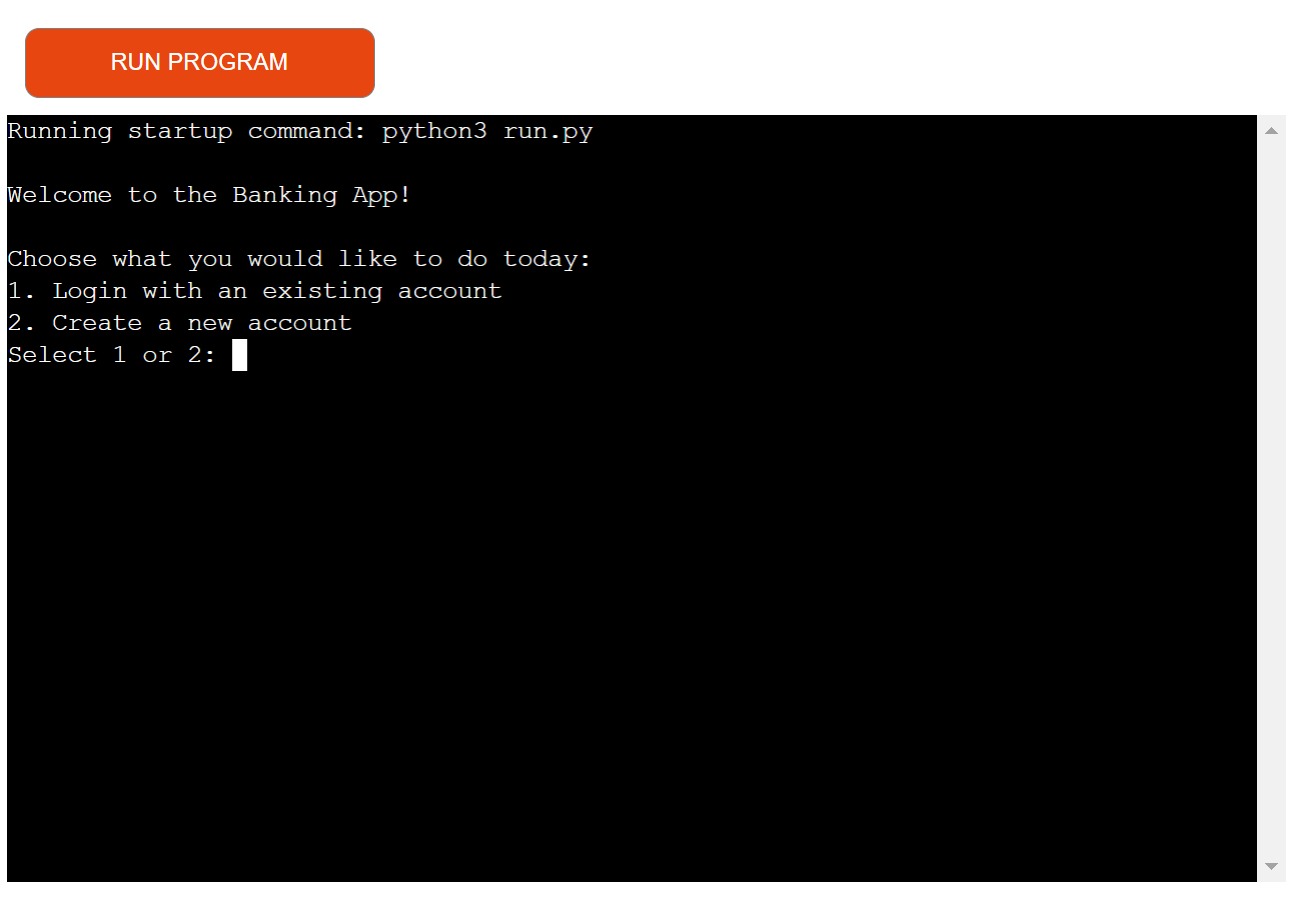 RUN PROGRAM
Running startup command: python3 run.py
Welcome to the Banking App!
Choose what you would like to do today:
1. Login with an existing account
2. Create a new account
Select 1 or 2: